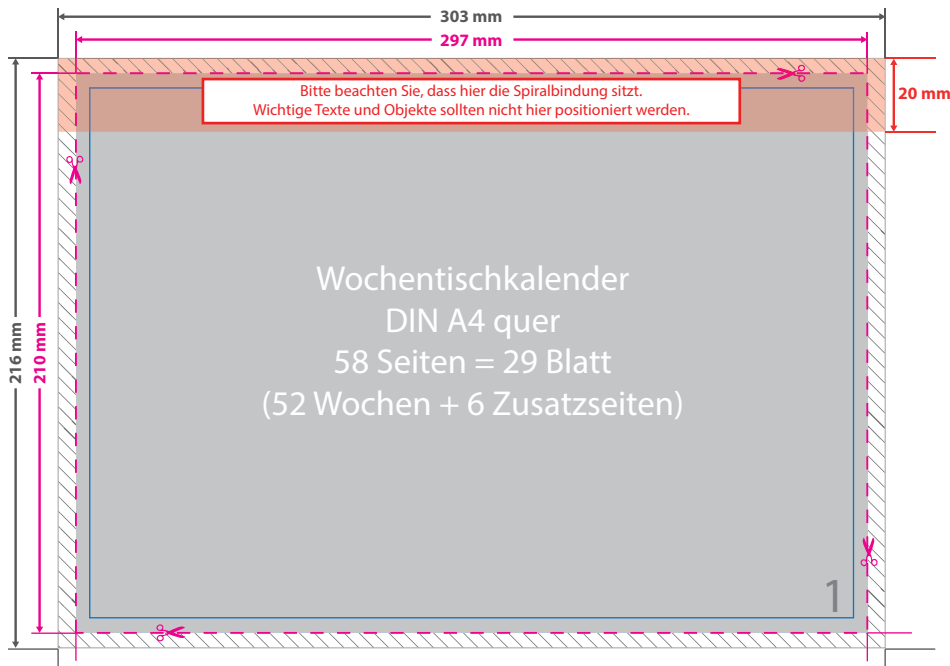 303 mm
297 mm
Bitte beachten Sie, dass hier die Spiralbindung sitzt.
Wichtige Texte und Objekte sollten nicht hier positioniert werden.
20 mm
216 mm
210 mm
Wochentischkalender
DIN A4 quer
58 Seiten = 29 Blatt
(52 Wochen + 6 Zusatzseiten)
1